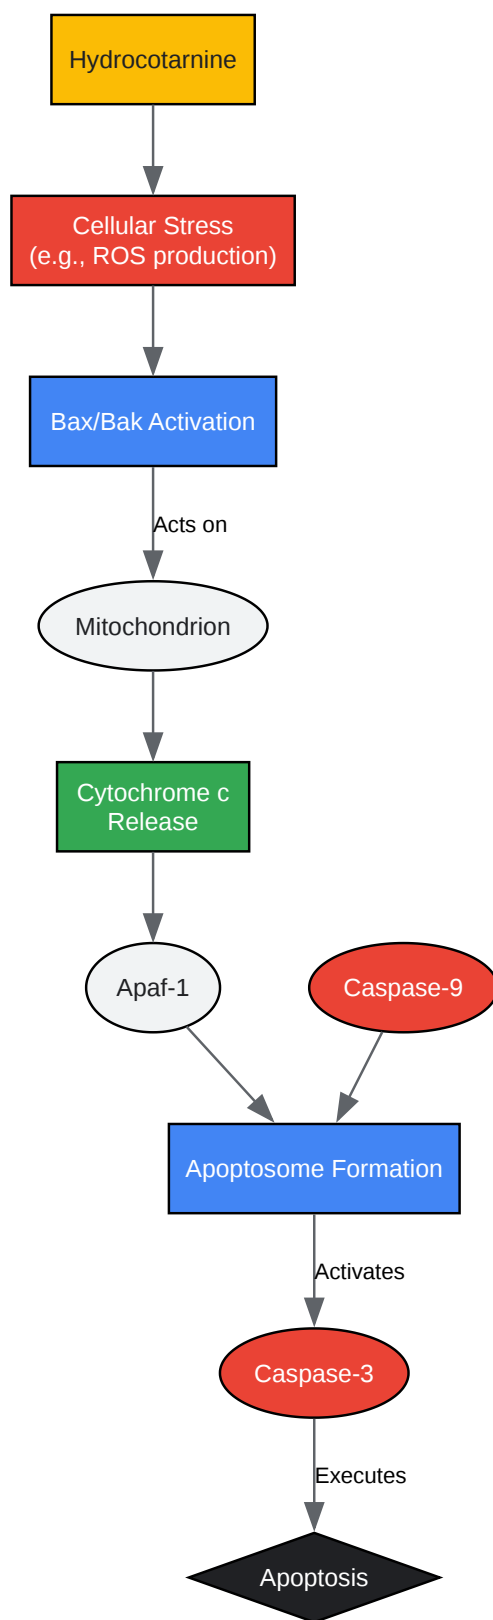 Hydrocotarnine
Cellular Stress
(e.g., ROS production)
Bax/Bak Activation
Acts on
Mitochondrion
Cytochrome c
Release
Apaf-1
Caspase-9
Apoptosome Formation
Activates
Caspase-3
Executes
Apoptosis